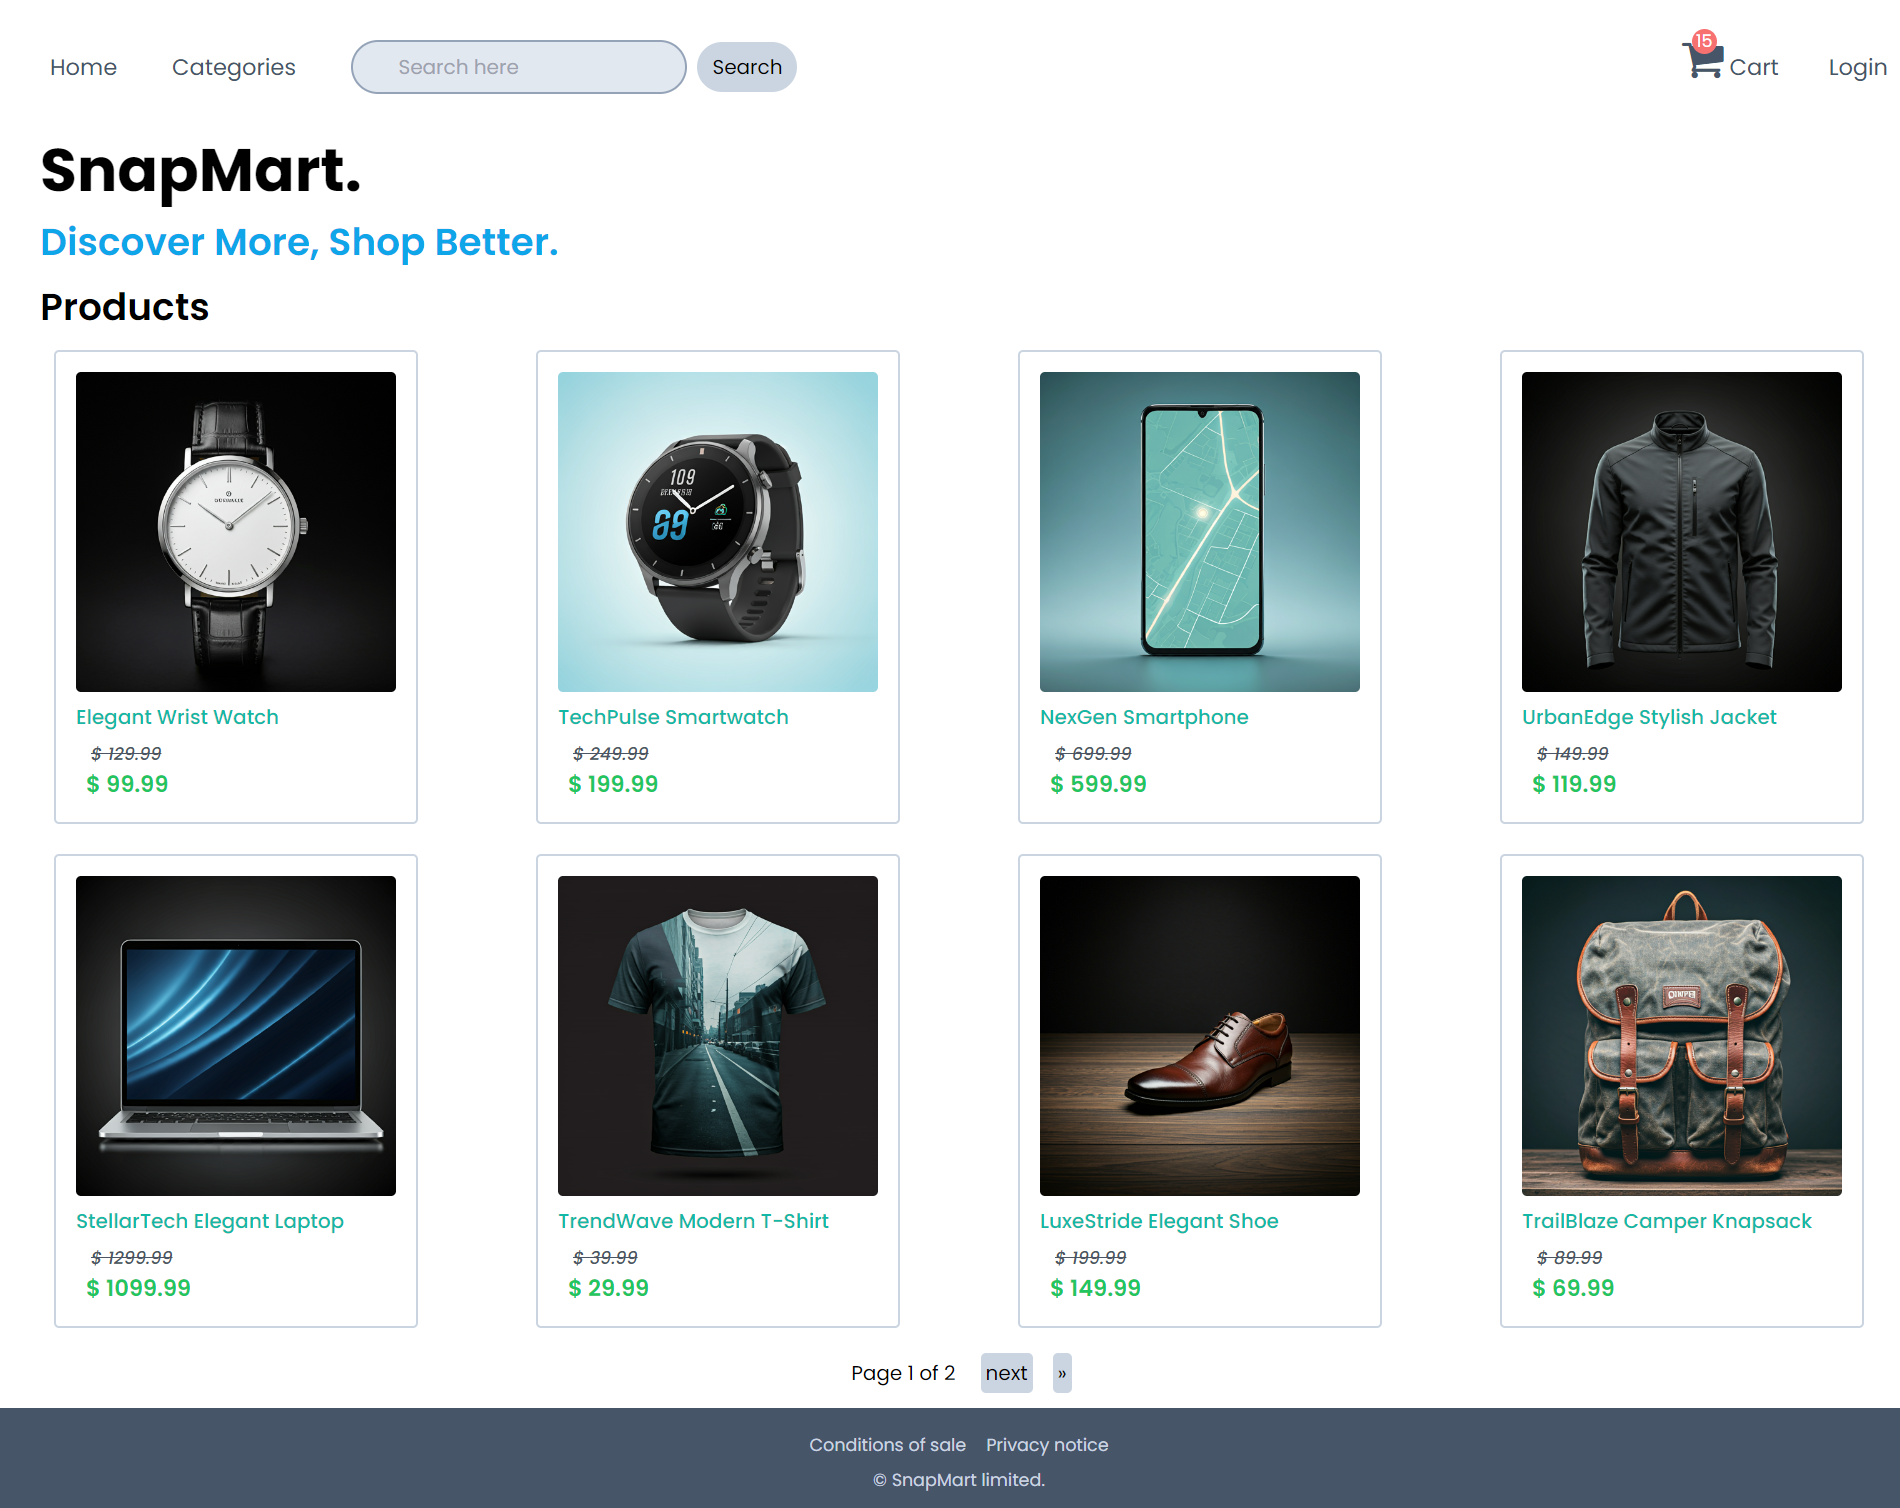 Home
Categories
Search here
Search
15
Cart
Login
SnapMart.
Discover More, Shop Better.
Products
109
69
Elegant Wrist Watch
$ 129.99
$ 99.99
TechPulse Smartwatch
$ 249.99
$ 199.99
NexGen Smartphone
$ 699.99
$ 599.99
UrbanEdge Stylish Jacket
$ 149.99
$ 119.99
StellarTech Elegant Laptop
$ 1299.99
$ 1099.99
TrendWave Modern T-Shirt
$ 39.99
$ 29.99
LuxeStride Elegant Shoe
$ 199.99
$ 149.99
TrailBlaze Camper Knapsack
$ 89.99
$ 69.99
Page 1 of 2
next
»
Conditions of sale
Privacy notice
© SnapMart limited.